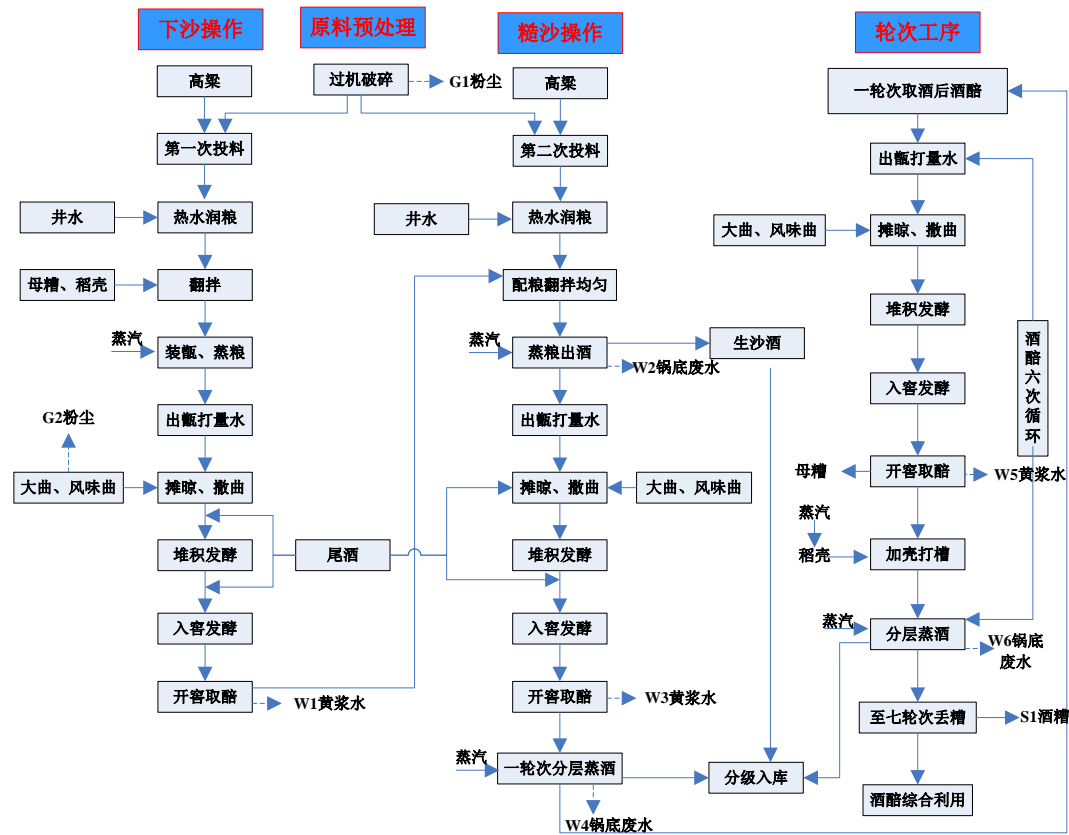 下沙操作
原料预处理
糙沙操作
轮次工序
高粱
过机破碎
G1粉尘
高粱
一轮次取酒后酒醅
第一次投料
第二次投料
出甑打量水
井水
热水润粮
井水
热水润粮
大曲、风味曲
摊晾、撒曲
母糟、稻壳
翻拌
配粮翻拌均匀
堆积发酵
蒸汽
装甑、蒸粮
蒸汽
蒸粮出酒
生沙酒
W2锅底废水
酒醅六次循环
入窖发酵
G2粉尘
出甑打量水
出甑打量水
开窖取醅
母糟
W5黄浆水
大曲、风味曲
摊晾、撒曲
摊晾、撒曲
大曲、风味曲
蒸汽
堆积发酵
尾酒
堆积发酵
稻壳
加壳打糟
入窖发酵
入窖发酵
蒸汽
分层蒸酒
W6锅底
废水
开窖取醅
W1黄浆水
开窖取醅
W3黄浆水
至七轮次丢糟
S1酒糟
蒸汽
一轮次分层蒸酒
分级入库
酒醅综合利用
W4锅底废水